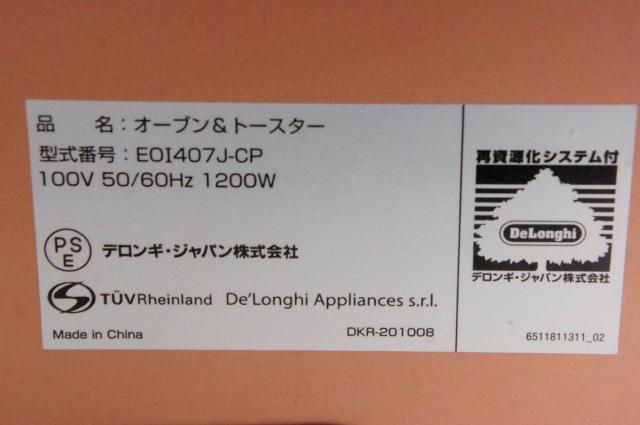 品　名：オーブン&トースター
型式番号：EOI407J-CP
100V 50/60Hz 1200W
PSE デロンギ・ジャパン株式会社
TÜVRheinland De'Longhi Appliances s.r.l.
Made in China DKR-201008
再資源化システム付
DeLonghi
デロンギ・ジャパン株式会社
6511811311_02